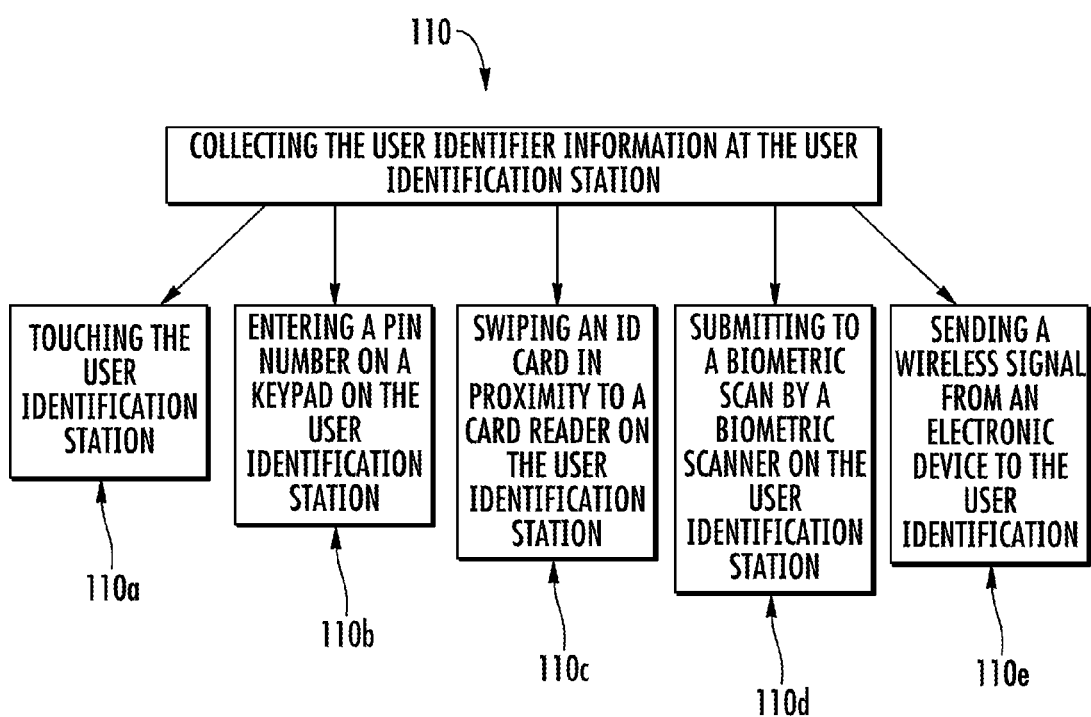 110
COLLECTING THE USER IDENTIFIER INFORMATION AT THE USER
IDENTIFICATION STATION
TOUCHING THE
USER
IDENTIFICATION
STATION
110a
ENTERING A PIN
NUMBER ON A
KEYPAD ON THE
USER
IDENTIFICATION
STATION
110b
SWIPING AN ID
CARD IN
PROXIMITY TO A
CARD READER ON
THE USER
IDENTIFICATION
STATION
110c
SUBMITTING TO
A BIOMETRIC
SCAN BY A
BIOMETRIC
SCANNER ON THE
USER
IDENTIFICATION
STATION
110d
SENDING A
WIRELESS SIGNAL
FROM AN
ELECTRONIC
DEVICE TO THE
USER
IDENTIFICATION
110e